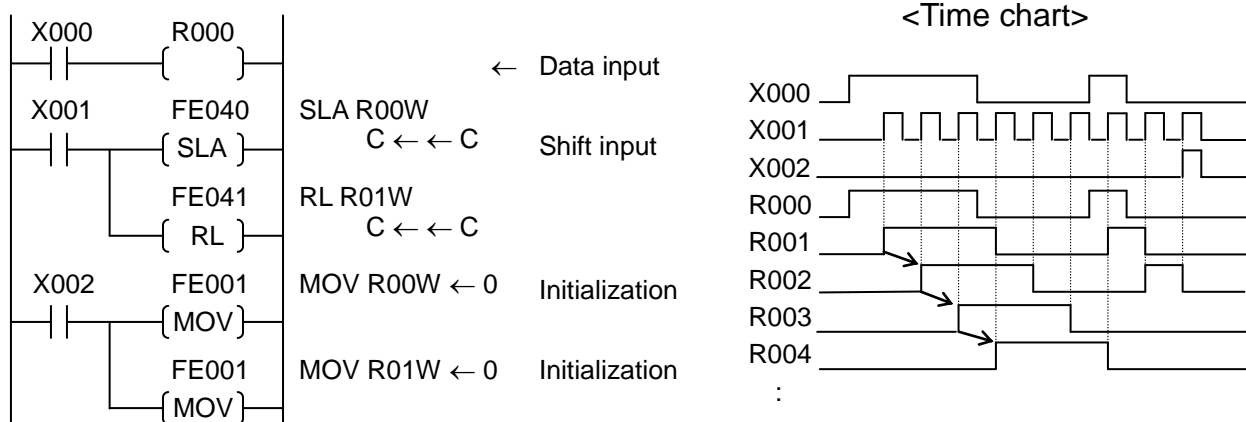 X000 R000
← Data input
X001 FE040 SLA R00W
SLA C ← ← C Shift input
FE041 RL R01W
RL C ← ← C
X002 FE001 MOV R00W ← 0 Initialization
MOV
FE001 MOV R01W ← 0 Initialization
MOV
<Time chart>
X000
X001
X002
R000
R001
R002
R003
R004
: